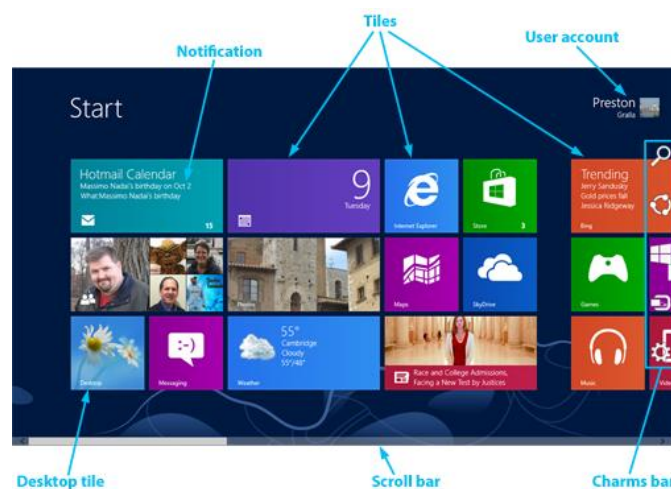 Tiles
Notification
User account
Start
Preston
Gralla
Hotmail Calendar
Massimo Nadai's birthday on Oct 2
What:Massimo Nadai's birthday
15
9
Tuesday
Internet Explorer
Store
3
Trending
Jerry Sandusky
Gold prices fall
Jessica Ridgeway
Bing
Photos
Maps
SkyDrive
Games
Desktop
Messaging
55°
Cambridge
Cloudy
55°/48°
Weather
Race and College Admissions,
Facing a New Test by Justices
Music
Video
Desktop tile
Scroll bar
Charms bar